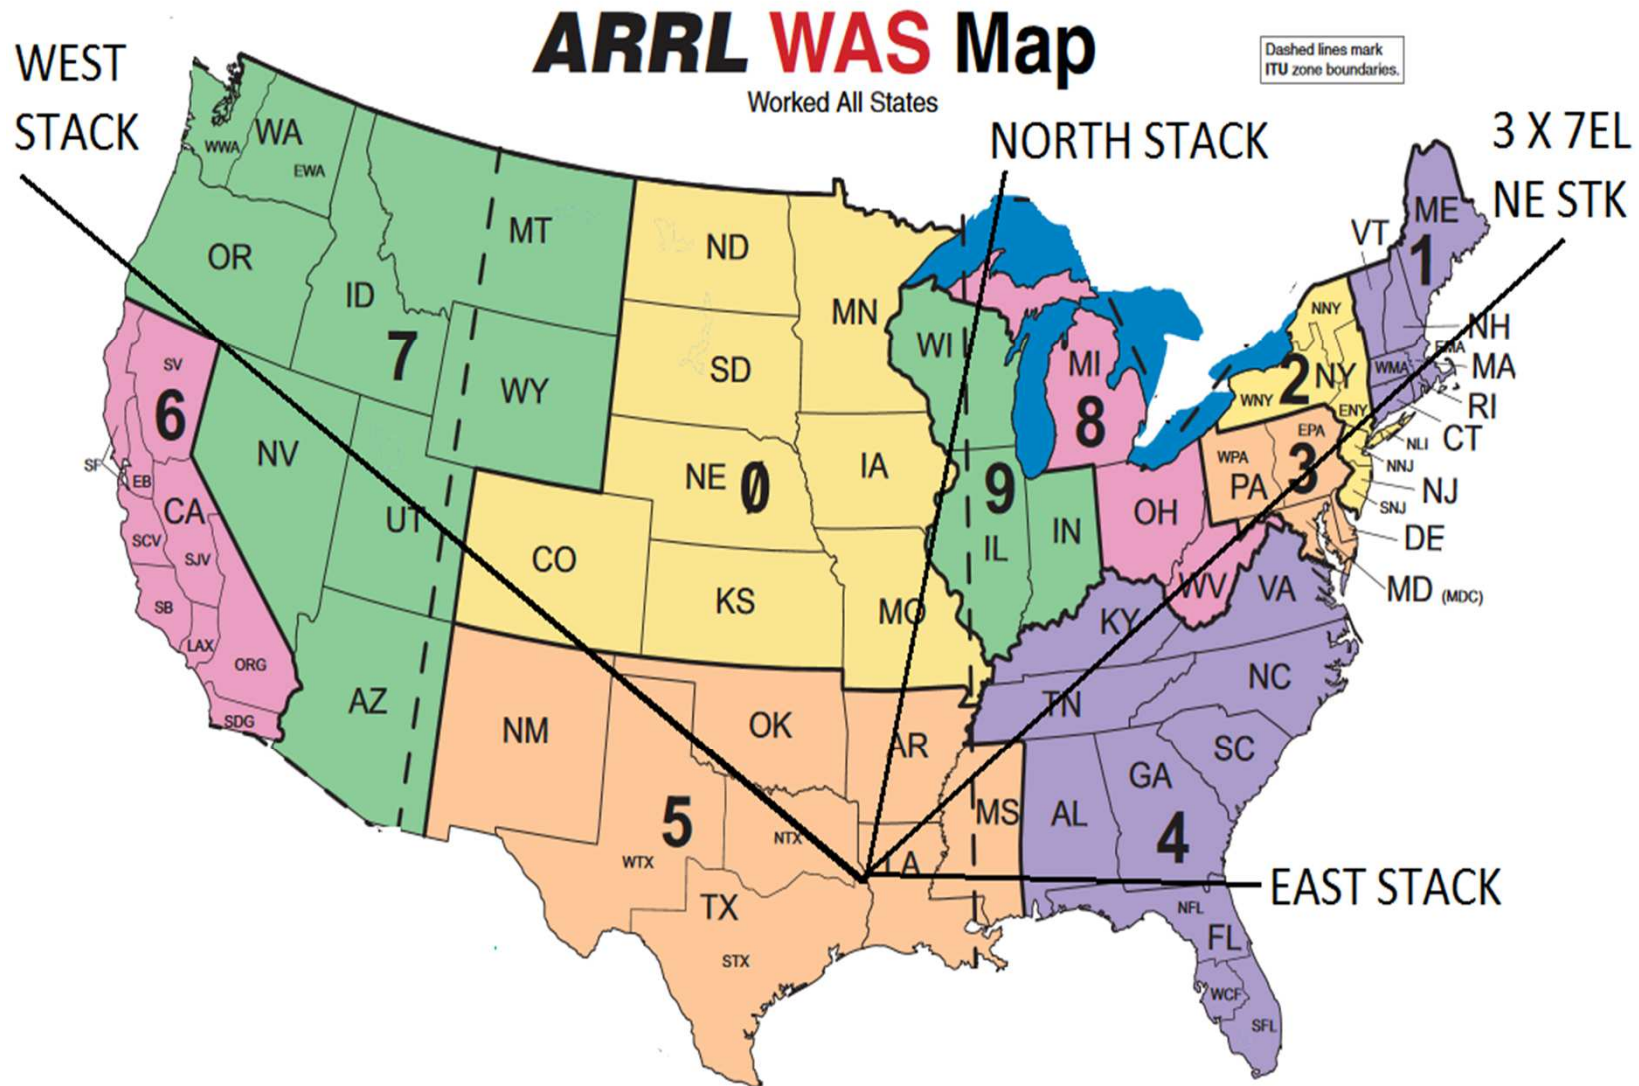 ARRL WAS Map
Worked All States
Dashed lines mark
ITU zone boundaries.
WEST
STACK
NORTH STACK
3 X 7EL
NE STK
EAST STACK
WA
WWA
EWA
OR
ID
7
MT
WY
NV
UT
AZ
6
SV
SF
EB
CA
SCV
SJV
SB
LAX
ORG
SDG
ND
SD
MN
NE
Ø
IA
CO
KS
MO
WI
9
IL
IN
MI
8
OH
WV
NNY
2
NY
WNY
ENY
NLI
NNJ
NJ
SNJ
EPA
WPA
3
PA
DE
MD (MDC)
VT
ME
1
NH
EMA
WMA
MA
RI
CT
NM
OK
AR
5
NTX
WTX
TX
STX
LA
MS
KY
VA
TN
NC
SC
GA
AL
4
NFL
FL
WCF
SFL